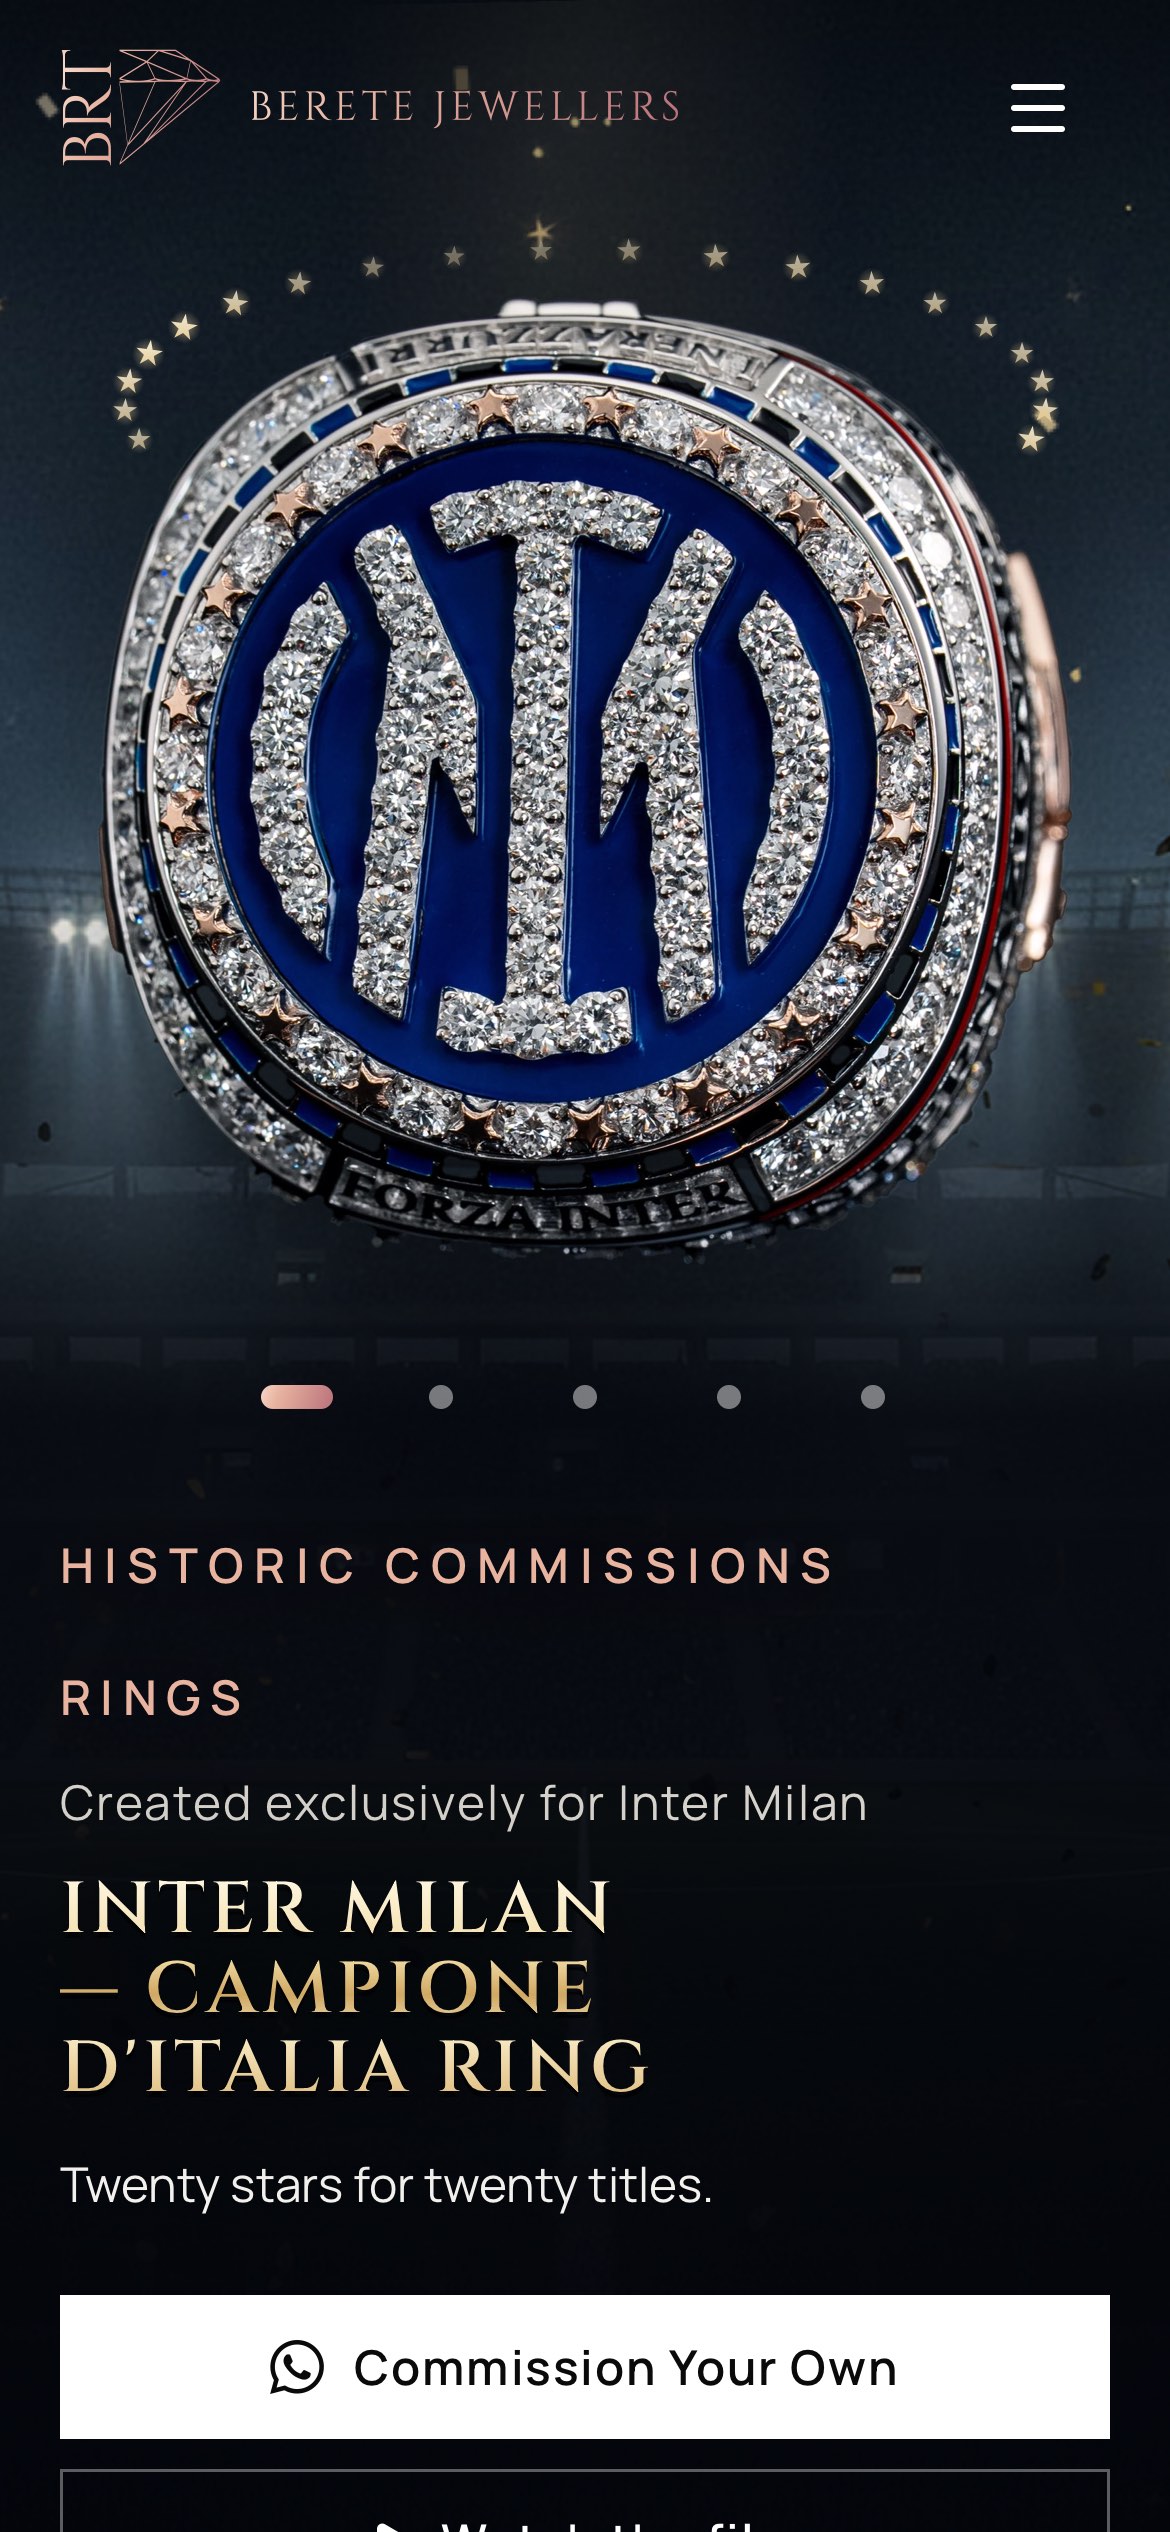 BRT
BERETE JEWELLERS
INERAZZURRI
FORZA INTER
HISTORIC COMMISSIONS
RINGS
Created exclusively for Inter Milan
INTER MILAN
— CAMPIONE
D'ITALIA RING
Twenty stars for twenty titles.
Commission Your Own